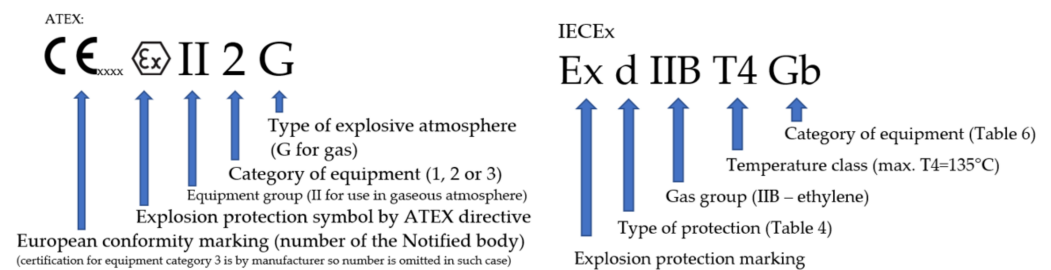 ATEX:
CE xxxx Ex II 2 G
Type of explosive atmosphere
(G for gas)
Category of equipment (1, 2 or 3)
Equipment group (II for use in gaseous atmosphere)
Explosion protection symbol by ATEX directive
European conformity marking (number of the Notified body)
(certification for equipment category 3 is by manufacturer so number is omitted in such case)
IECEx
Ex d IIB T4 Gb
Category of equipment (Table 6)
Temperature class (max. T4=135°C)
Gas group (IIB – ethylene)
Type of protection (Table 4)
Explosion protection marking